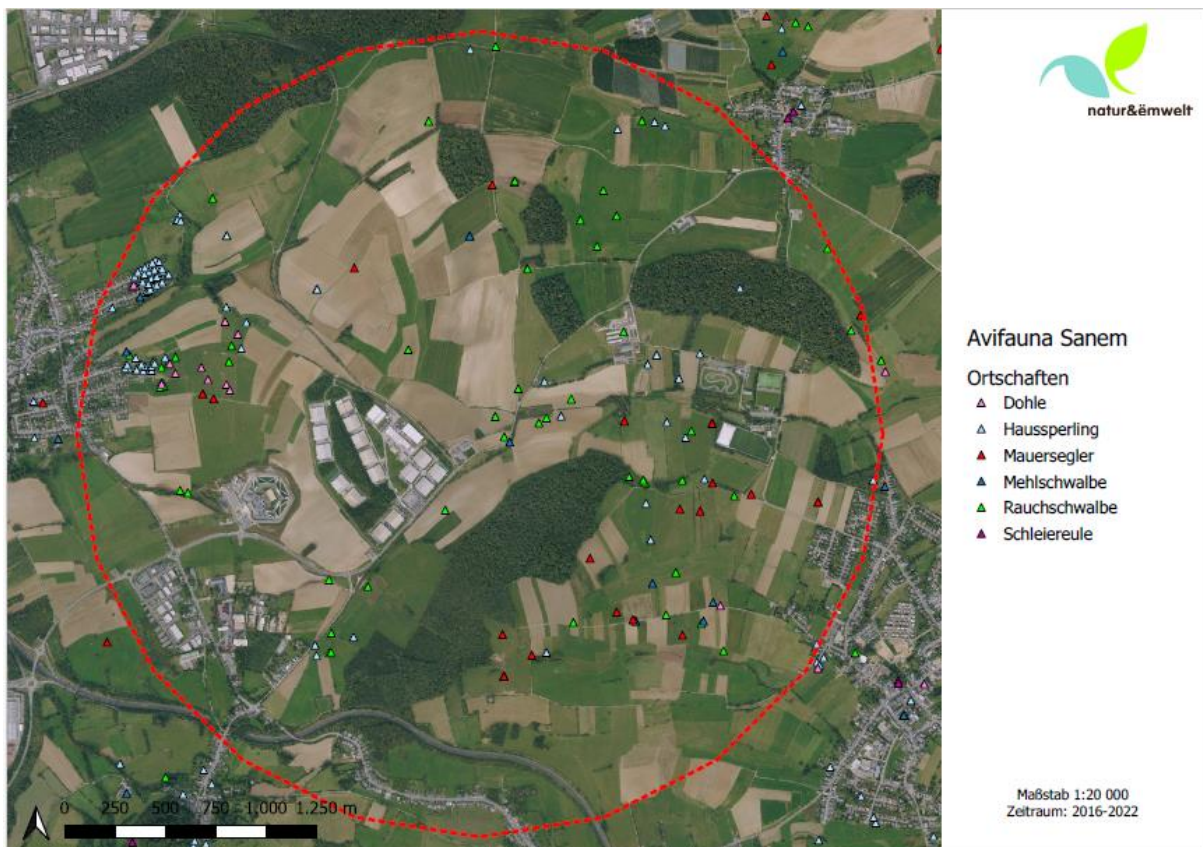 natur&ëmwelt
Avifauna Sanem
Ortschaften
Dohle
Haussperling
Mauersegler
Mehlschwalbe
Rauchschwalbe
Schleiereule
Maßstab 1:20 000
Zeitraum: 2016-2022
0 250 500 750 1.000 1.250 m